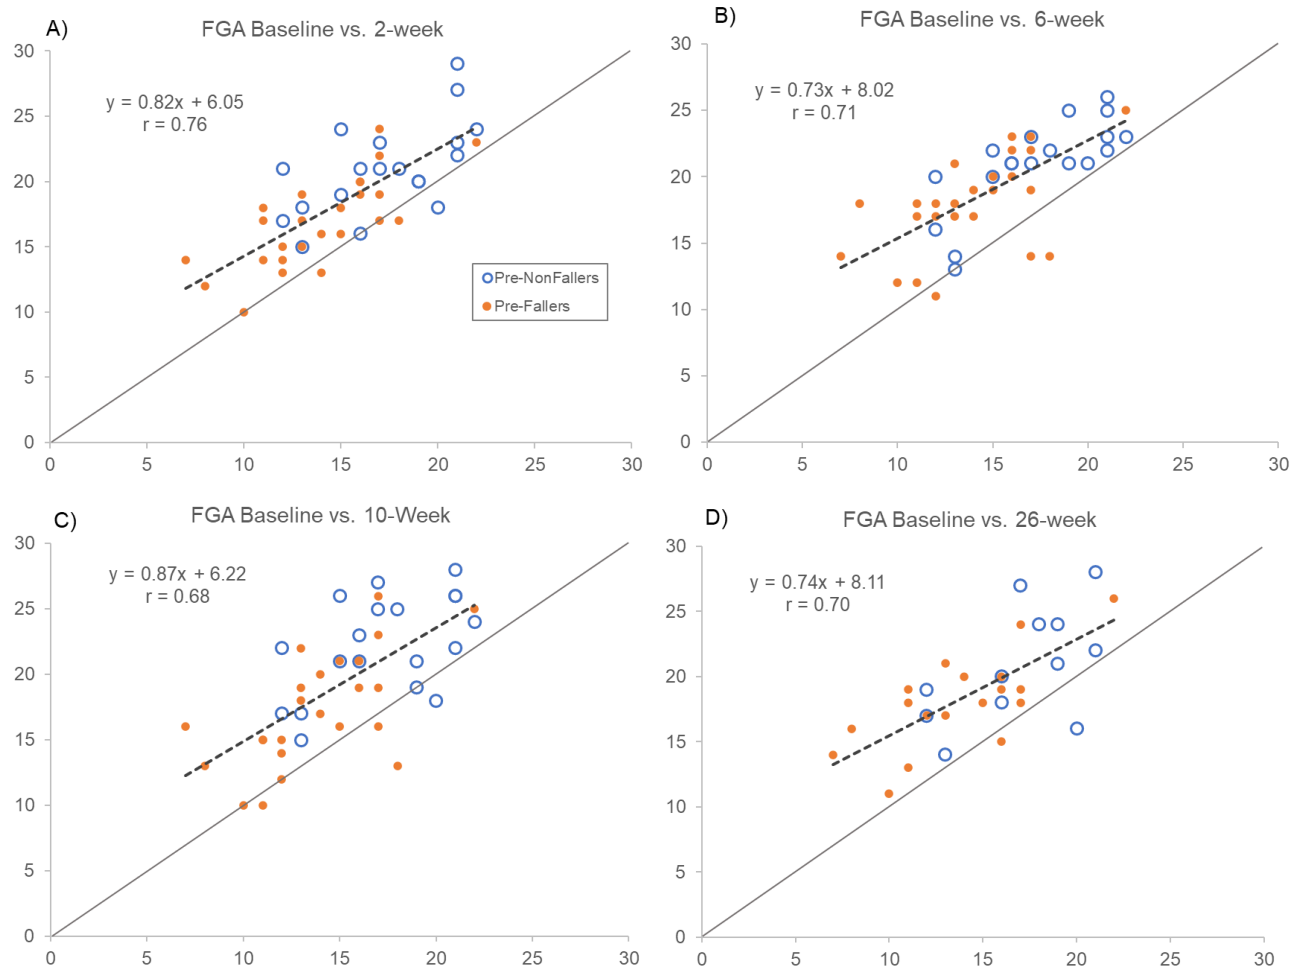 A)
FGA Baseline vs. 2-week
y = 0.82x + 6.05
r = 0.76
30
25
20
15
10
5
0
0 5 10 15 20 25 30
Pre-NonFallers
Pre-Fallers
B)
FGA Baseline vs. 6-week
y = 0.73x + 8.02
r = 0.71
30
25
20
15
10
5
0
0 5 10 15 20 25 30
C)
FGA Baseline vs. 10-Week
y = 0.87x + 6.22
r = 0.68
30
25
20
15
10
5
0
0 5 10 15 20 25 30
D)
FGA Baseline vs. 26-week
y = 0.74x + 8.11
r = 0.70
30
25
20
15
10
5
0
0 5 10 15 20 25 30